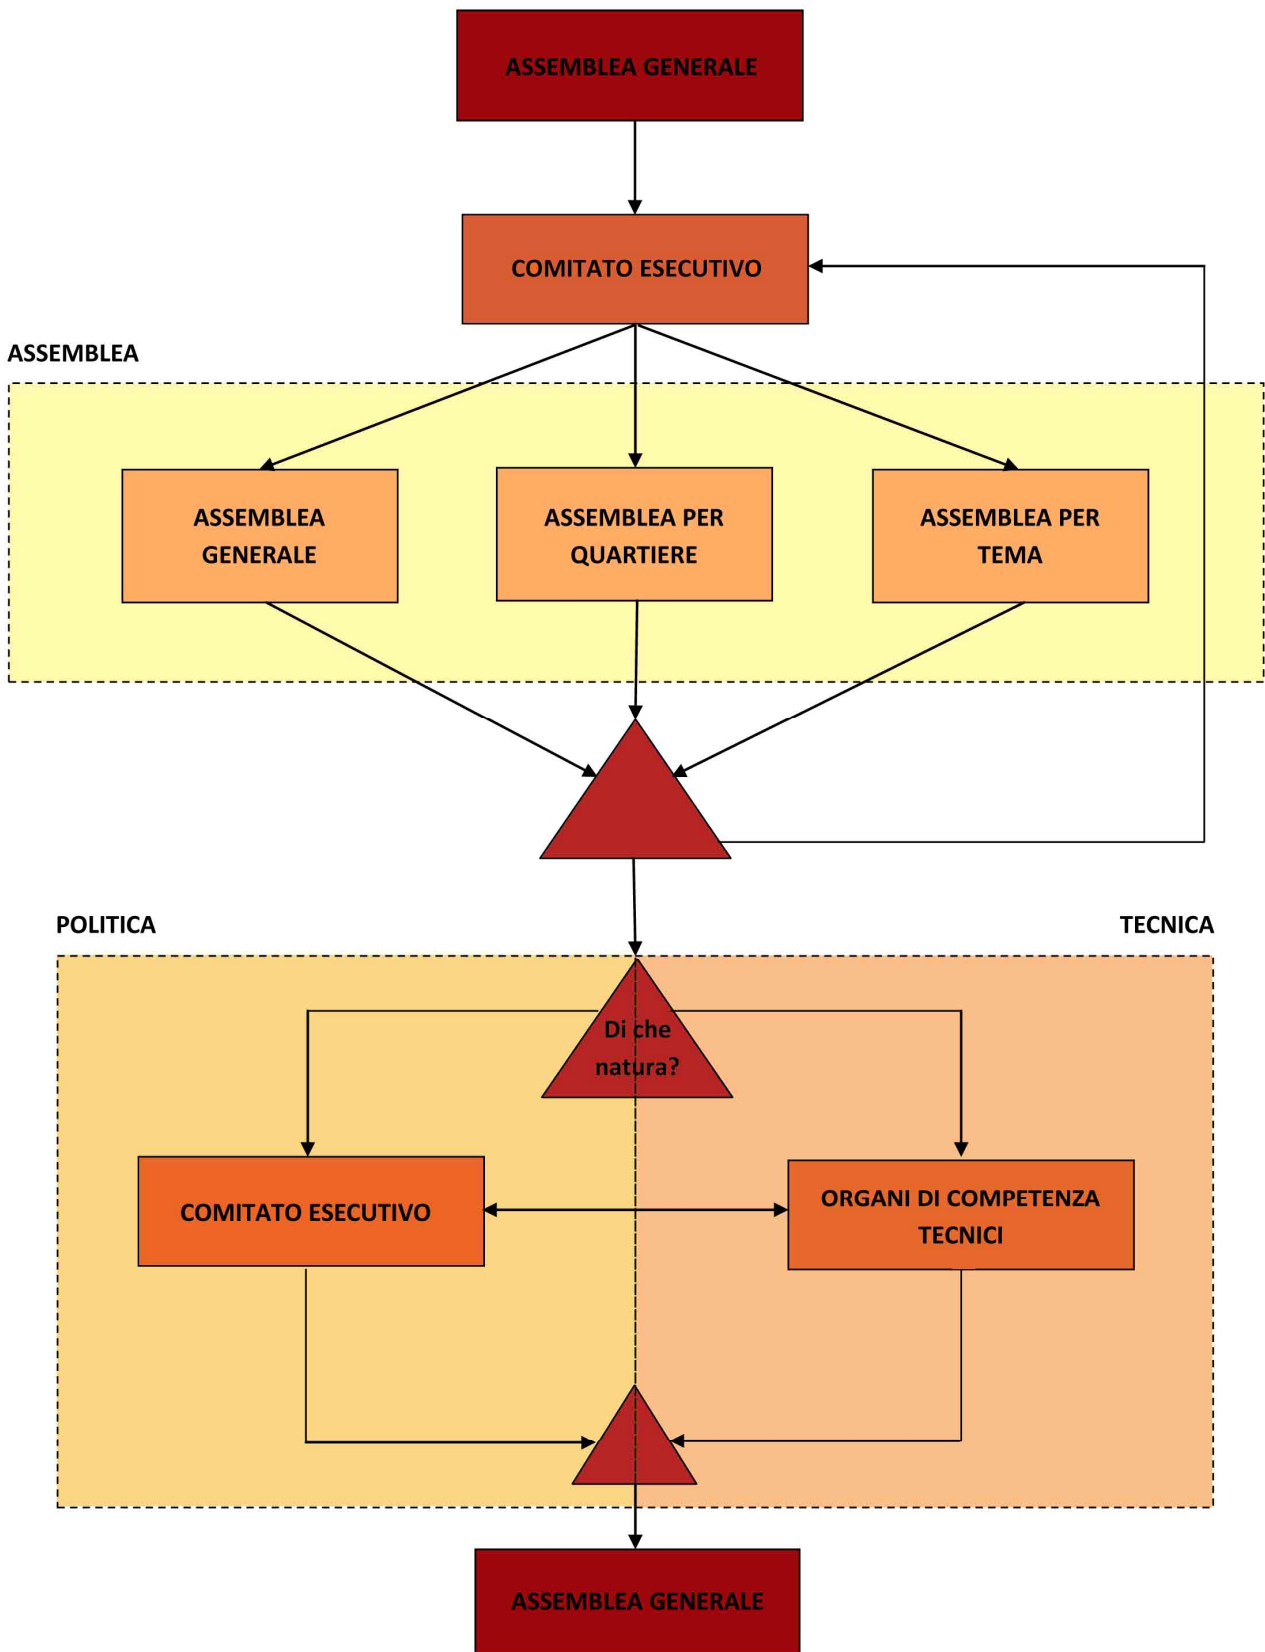 ASSEMBLEA GENERALE
COMITATO ESECUTIVO
ASSEMBLEA
ASSEMBLEA
GENERALE
ASSEMBLEA PER
QUARTIERE
ASSEMBLEA PER
TEMA
POLITICA
TECNICA
Di che
natura?
COMITATO ESECUTIVO
ORGANI DI COMPETENZA
TECNICI
ASSEMBLEA GENERALE